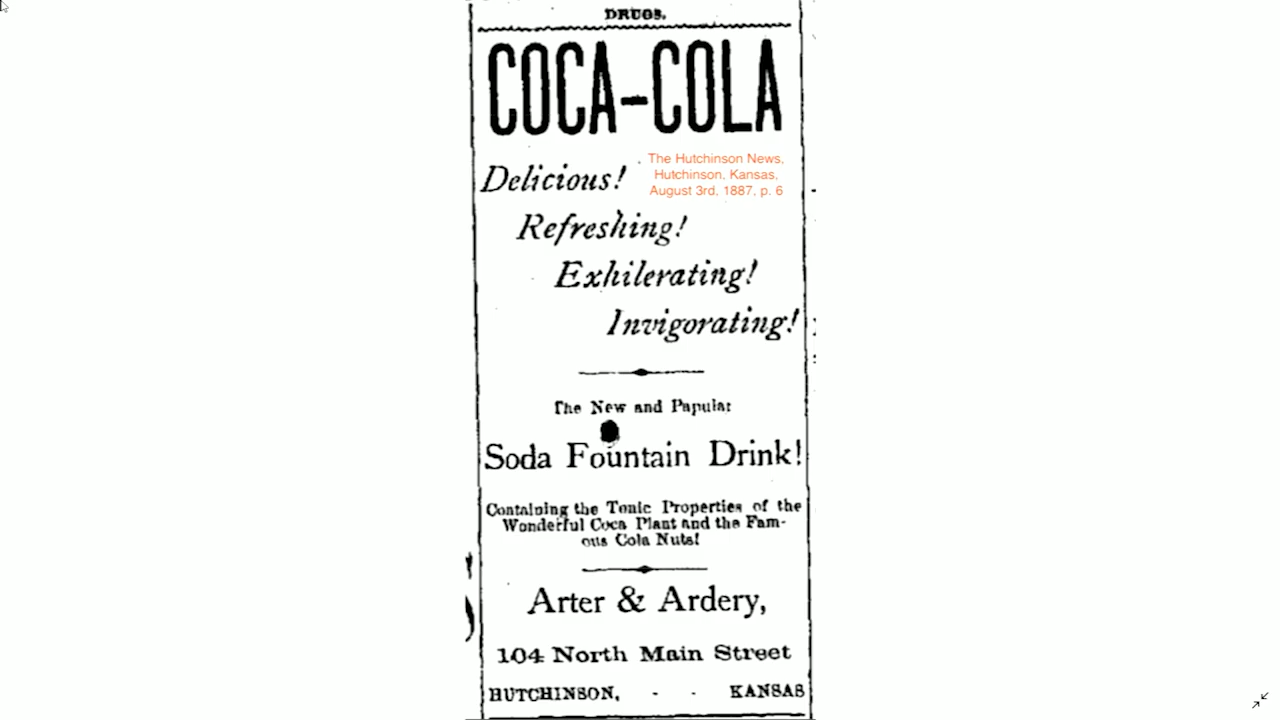 DRUGS.
COCA-COLA
Delicious!
The Hutchinson News,
Hutchinson, Kansas,
August 3rd, 1887, p. 6
Refreshing!
Exhilerating!
Invigorating!
The New and Papular
Soda Fountain Drink!
Containing the Tonic Properties of the
Wonderful Coca Plant and the Fam-
ous Cola Nuts!
Arter & Ardery,
104 North Main Street
HUTCHINSON, - - KANSAS